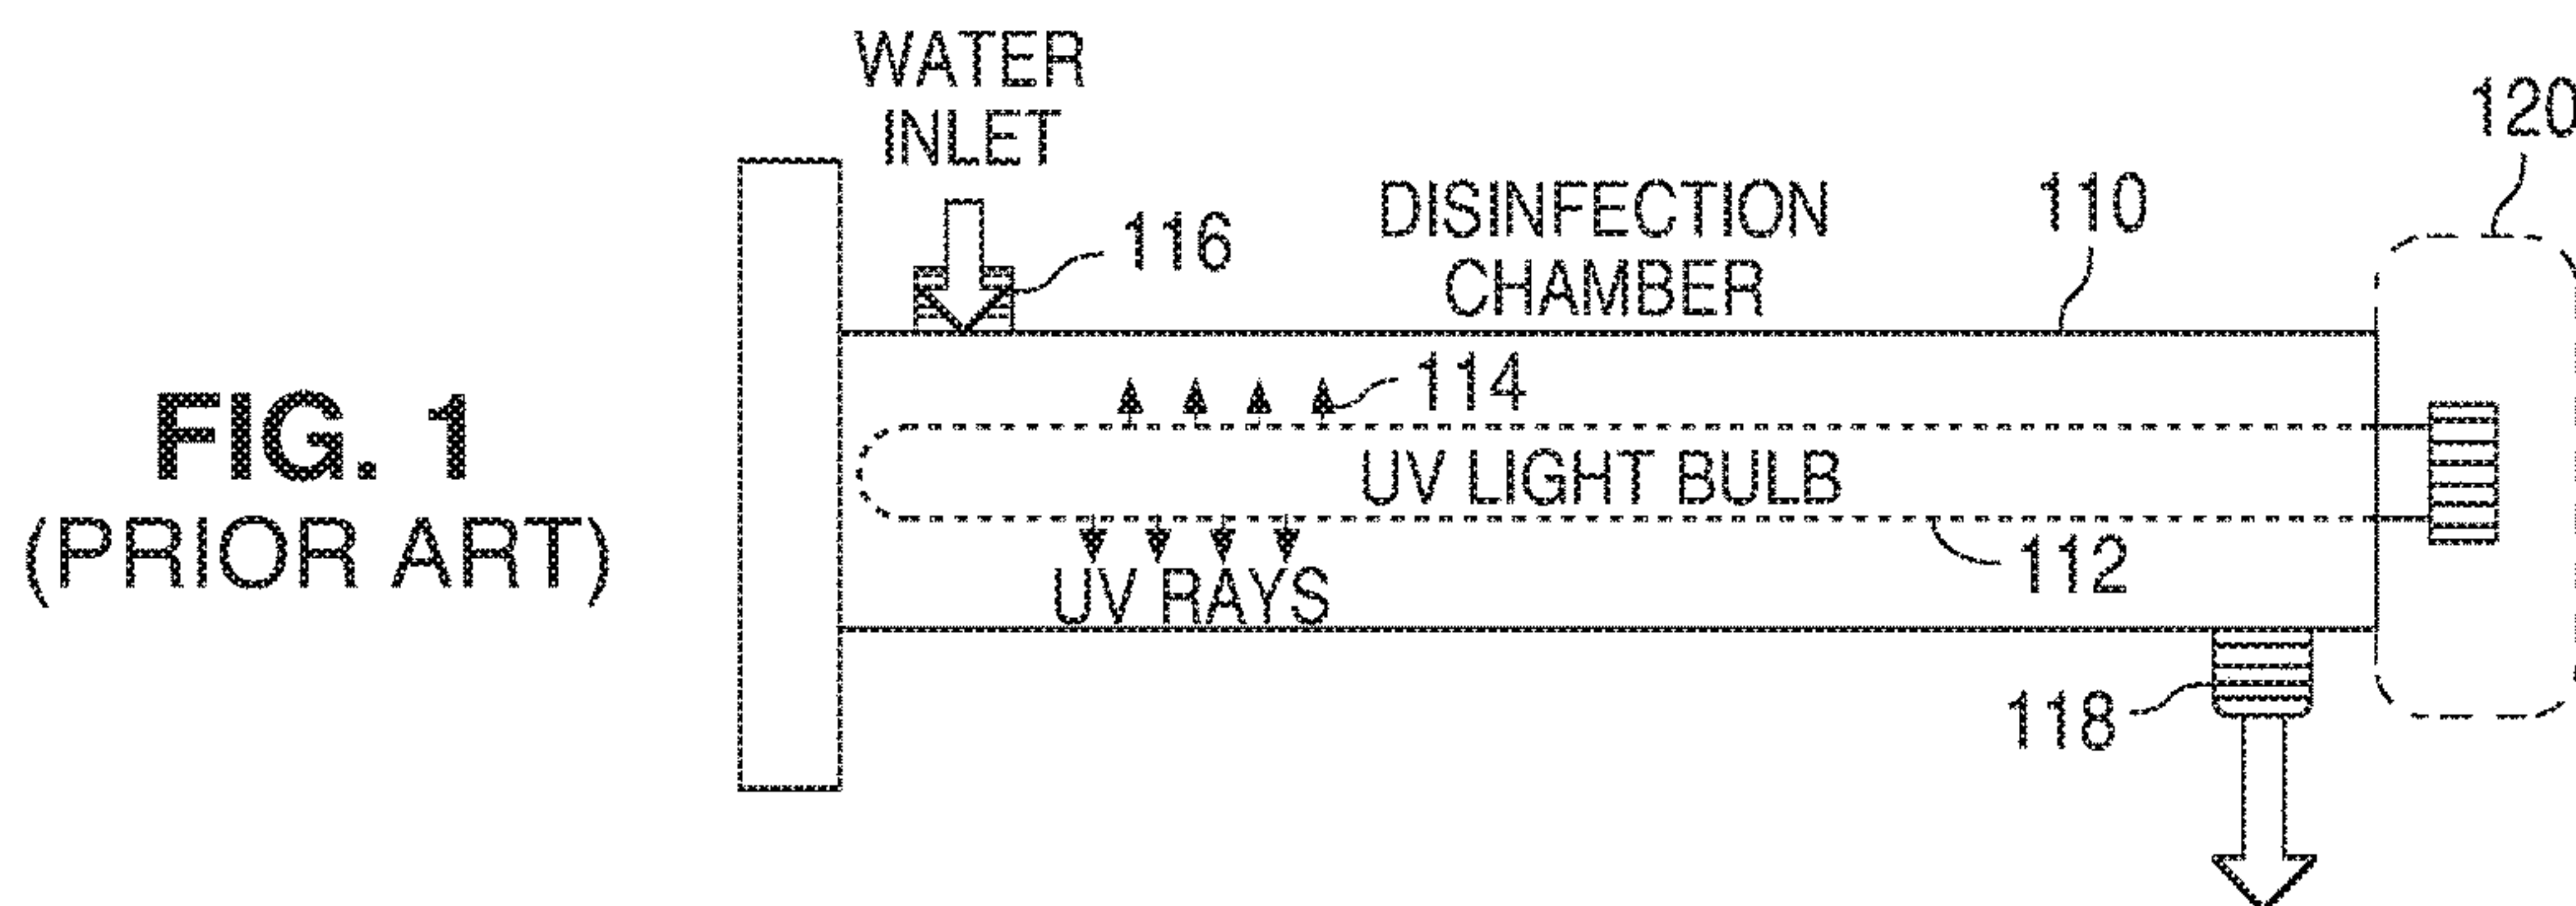 FIG. 1
(PRIOR ART)
WATER
INLET
116
DISINFECTION
CHAMBER
110
120
114
UV LIGHT BULB
112
UV RAYS
118